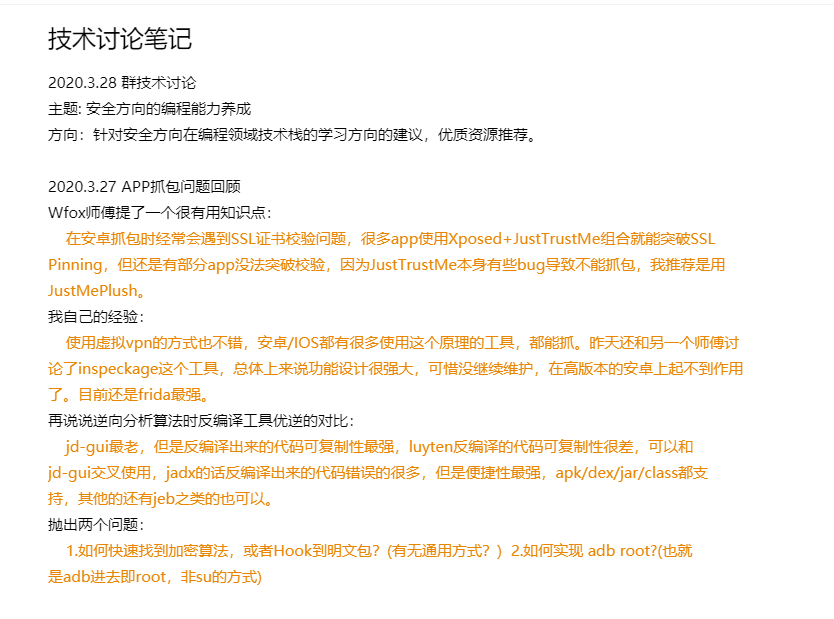 技术讨论笔记
2020.3.28 群技术讨论
主题: 安全方向的编程能力养成
方向：针对安全方向在编程领域技术栈的学习方向的建议，优质资源推荐。
2020.3.27 APP抓包问题回顾
Wfox师傅提了一个很有用知识点：
在安卓抓包时经常会遇到SSL证书校验问题，很多app使用Xposed+JustTrustMe组合就能突破SSL
Pinning，但还是有部分app没法突破校验，因为JustTrustMe本身有些bug导致不能抓包，我推荐是用
JustMePlush。
我自己的经验：
使用虚拟vpn的方式也不错，安卓/IOS都有很多使用这个原理的工具，都能抓。昨天还和另一个师傅讨
论了inspeckage这个工具，总体上来说功能设计很强大，可惜没继续维护，在高版本的安卓上起不到作用
了。目前还是frida最强。
再说说逆向分析算法时反编译工具优逆的对比：
jd-gui最老，但是反编译出来的代码可复制性最强，luyten反编译的代码可复制性很差，可以和
jd-gui交叉使用，jadx的话反编译出来的代码错误的很多，但是便捷性最强，apk/dex/jar/class都支
持，其他的还有jeb之类的也可以。
抛出两个问题：
1.如何快速找到加密算法，或者Hook到明文包？(有无通用方式？) 2.如何实现 adb root?(也就
是adb进去即root，非su的方式)